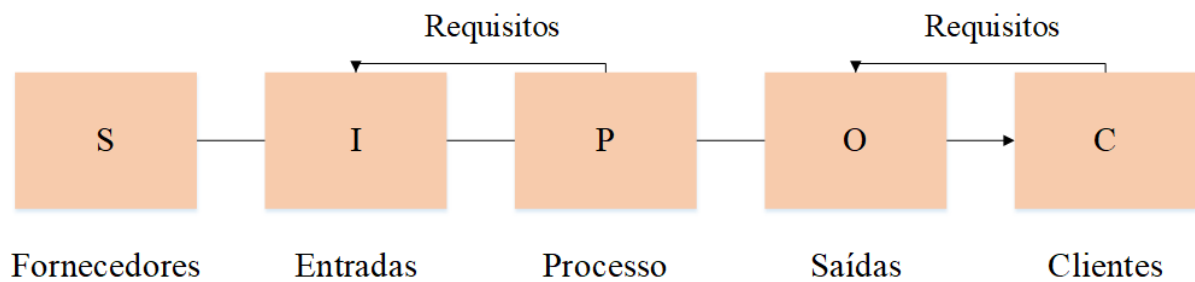 Requisitos Requisitos
S I P O C
Fornecedores Entradas Processo Saídas Clientes